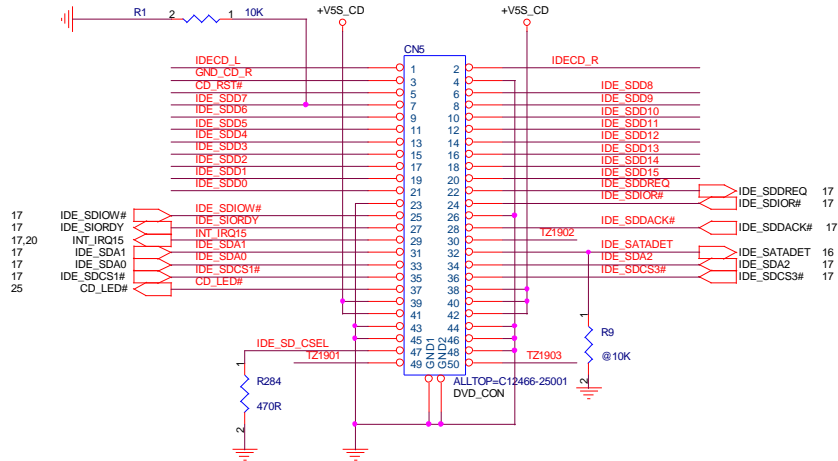 R1 2 1 10K +V5S_CD +V5S_CD
CN5
IDECD_L 1 2 IDECD_R
GND_CD_R 3 4
CD_RST# 5 6 IDE_SDD8
IDE_SDD7 7 8 IDE_SDD9
IDE_SDD6 9 10 IDE_SDD10
IDE_SDD5 11 12 IDE_SDD11
IDE_SDD4 13 14 IDE_SDD12
IDE_SDD3 15 16 IDE_SDD13
IDE_SDD2 17 18 IDE_SDD14
IDE_SDD1 19 20 IDE_SDD15
IDE_SDD0 21 22 IDE_SDDREQ IDE_SDDREQ 17
23 24 IDE_SDIOR# IDE_SDIOR# 17
17 IDE_SDIOW# IDE_SDIOW# 25 26
17 IDE_SIORDY IDE_SIORDY 27 28 IDE_SDDACK# IDE_SDDACK# 17
17,20 INT_IRQ15 INT_IRQ15 29 30 TZ1902
17 IDE_SDA1 IDE_SDA1 31 32 IDE_SATADET IDE_SATADET 16
17 IDE_SDA0 IDE_SDA0 33 34 IDE_SDA2 IDE_SDA2 17
17 IDE_SDCS1# IDE_SDCS1# 35 36 IDE_SDCS3# IDE_SDCS3# 17
25 CD_LED# CD_LED# 37 38
39 40
41 42
43 44
45 46
IDE_SD_CSEL 47 48
TZ1901 49 50 TZ1903
GND1 GND2
1 R9
@10K
2
1 R284
470R
2
ALLTOP=C12466-25001
DVD_CON